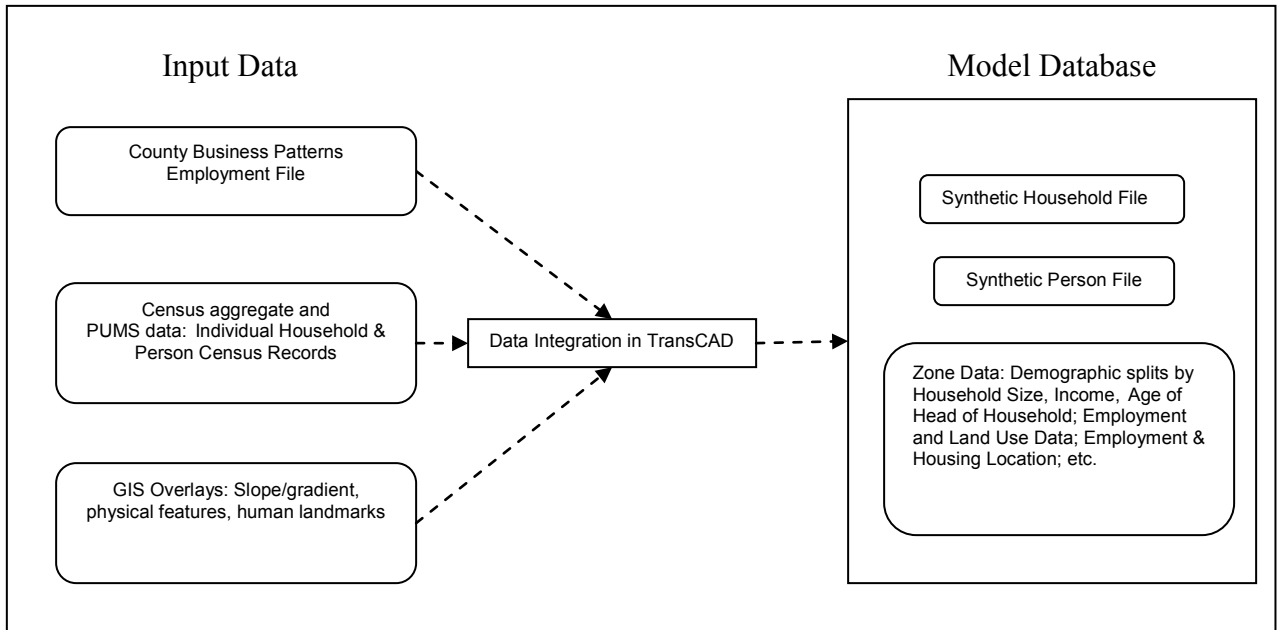 Input Data
Model Database
County Business Patterns
Employment File
Census aggregate and
PUMS data: Individual Household &
Person Census Records
GIS Overlays: Slope/gradient,
physical features, human landmarks
Data Integration in TransCAD
Synthetic Household File
Synthetic Person File
Zone Data: Demographic splits by
Household Size, Income, Age of
Head of Household; Employment
and Land Use Data; Employment &
Housing Location; etc.